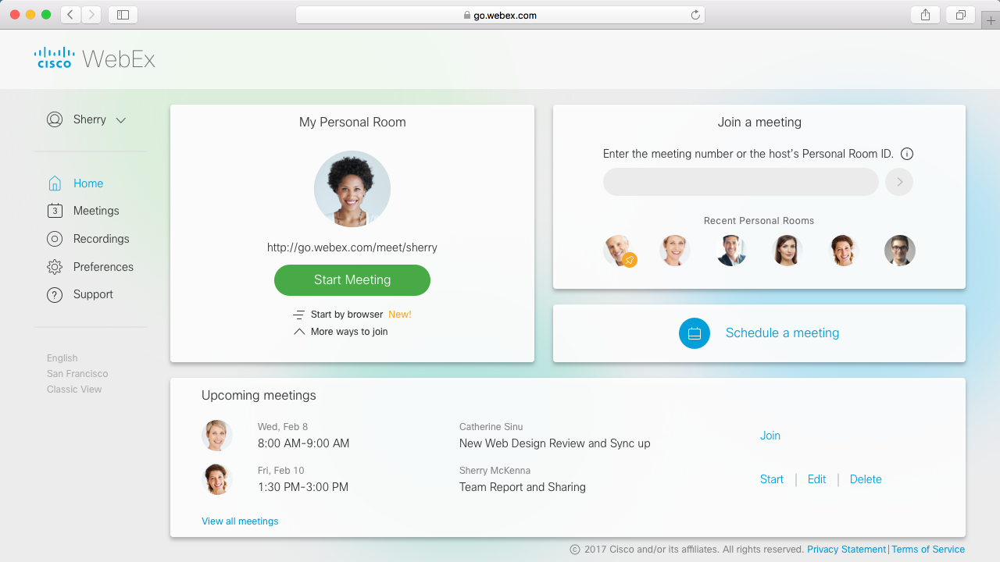 go.webex.com
CISCO WebEx
Sherry
Home
3 Meetings
Recordings
Preferences
Support
English
San Francisco
Classic View
My Personal Room
http://go.webex.com/meet/sherry
Start Meeting
Start by browser New!
More ways to join
Join a meeting
Enter the meeting number or the host's Personal Room ID.
Recent Personal Rooms
Schedule a meeting
Upcoming meetings
Wed, Feb 8 Catherine Sinu
8:00 AM-9:00 AM New Web Design Review and Sync up Join
Fri, Feb 10 Sherry McKenna
1:30 PM-3:00 PM Team Report and Sharing Start | Edit | Delete
View all meetings
© 2017 Cisco and/or its affiliates. All rights reserved. Privacy Statement | Terms of Service